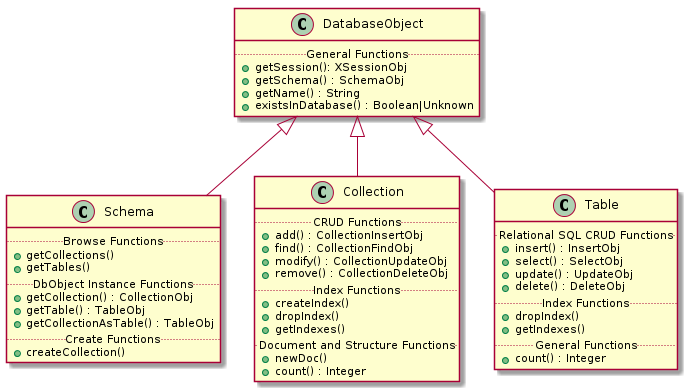 C DatabaseObject
General Functions
getSession(): XSessionObj
getSchema() : SchemaObj
getName() : String
existsInDatabase() : Boolean|Unknown
C Schema
Browse Functions
getCollections()
getTables()
DbObject Instance Functions
getCollection() : CollectionObj
getTable() : TableObj
getCollectionAsTable() : TableObj
Create Functions
createCollection()
C Collection
CRUD Functions
add() : CollectionInsertObj
find() : CollectionFindObj
modify() : CollectionUpdateObj
remove() : CollectionDeleteObj
Index Functions
createIndex()
dropIndex()
getIndexes()
Document and Structure Functions
newDoc()
count() : Integer
C Table
Relational SQL CRUD Functions
insert() : InsertObj
select() : SelectObj
update() : UpdateObj
delete() : DeleteObj
Index Functions
dropIndex()
getIndexes()
General Functions
count() : Integer